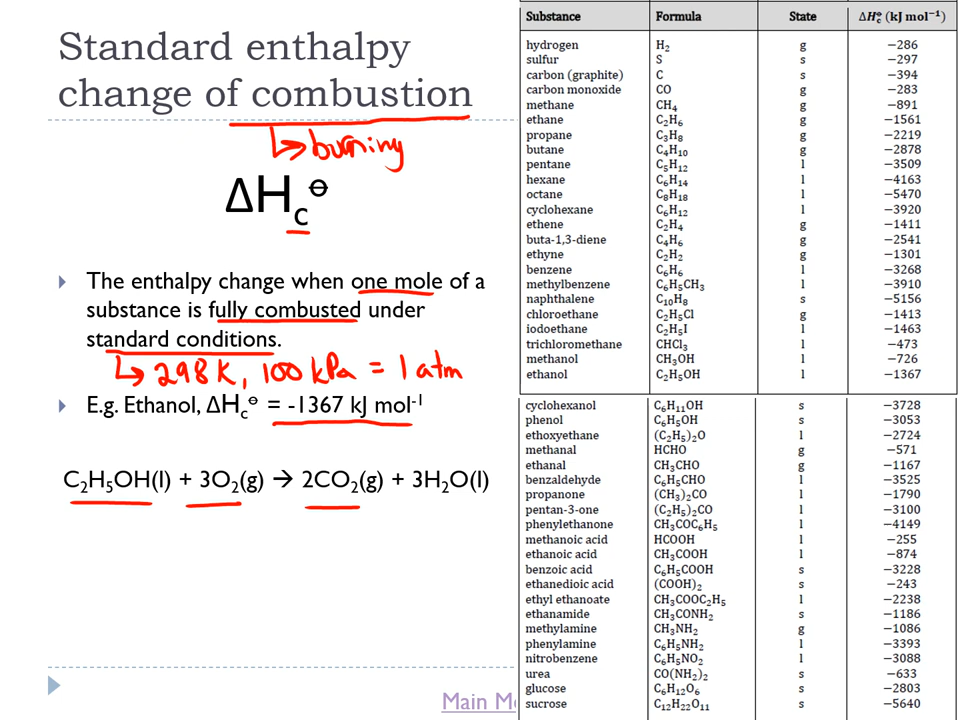 Standard enthalpy
change of combustion
↳ burning
ΔHc⦵
The enthalpy change when one mole of a
substance is fully combusted under
standard conditions.
↳ 298 K, 100 kPa = 1 atm
E.g. Ethanol, ΔHc⦵ = -1367 kJ mol⁻¹
C₂H₅OH(l) + 3O₂(g) → 2CO₂(g) + 3H₂O(l)
Main M
Substance Formula State ΔHc⦵ (kJ mol⁻¹)
hydrogen H₂ g −286
sulfur S s −297
carbon (graphite) C s −394
carbon monoxide CO g −283
methane CH₄ g −891
ethane C₂H₆ g −1561
propane C₃H₈ g −2219
butane C₄H₁₀ g −2878
pentane C₅H₁₂ l −3509
hexane C₆H₁₄ l −4163
octane C₈H₁₈ l −5470
cyclohexane C₆H₁₂ l −3920
ethene C₂H₄ g −1411
buta-1,3-diene C₄H₆ g −2541
ethyne C₂H₂ g −1301
benzene C₆H₆ l −3268
methylbenzene C₆H₅CH₃ l −3910
naphthalene C₁₀H₈ s −5156
chloroethane C₂H₅Cl g −1413
iodoethane C₂H₅I l −1463
trichloromethane CHCl₃ l −473
methanol CH₃OH l −726
ethanol C₂H₅OH l −1367
cyclohexanol C₆H₁₁OH s −3728
phenol C₆H₅OH s −3053
ethoxyethane (C₂H₅)₂O l −2724
methanal HCHO g −571
ethanal CH₃CHO g −1167
benzaldehyde C₆H₅CHO l −3525
propanone (CH₃)₂CO l −1790
pentan-3-one (C₂H₅)₂CO l −3100
phenylethanone CH₃COC₆H₅ l −4149
methanoic acid HCOOH l −255
ethanoic acid CH₃COOH l −874
benzoic acid C₆H₅COOH s −3228
ethanedioic acid (COOH)₂ s −243
ethyl ethanoate CH₃COOC₂H₅ l −2238
ethanamide CH₃CONH₂ s −1186
methylamine CH₃NH₂ g −1086
phenylamine C₆H₅NH₂ l −3393
nitrobenzene C₆H₅NO₂ l −3088
urea CO(NH₂)₂ s −633
glucose C₆H₁₂O₆ s −2803
sucrose C₁₂H₂₂O₁₁ s −5640